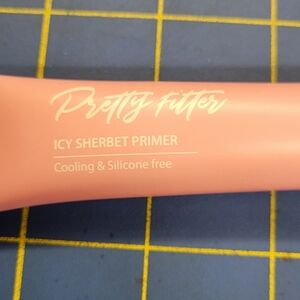 Pretty Filter
ICY SHERBET PRIMER
Cooling & Silicone free